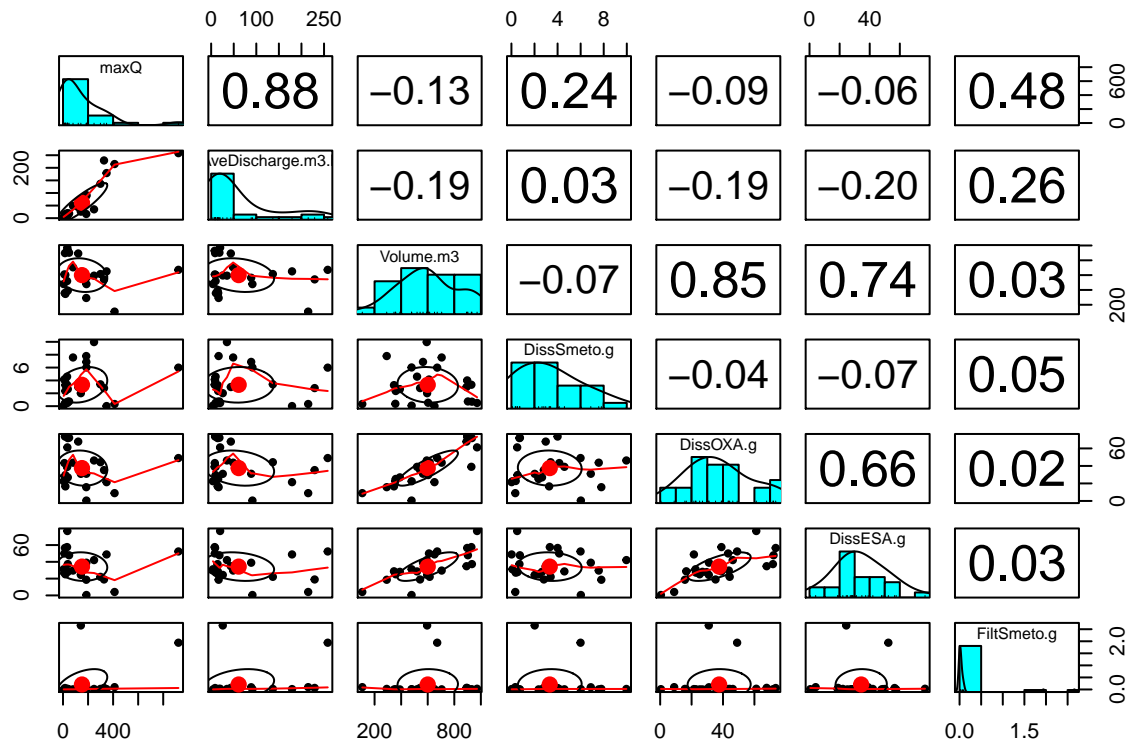 0 100 250 0 4 8 0 40
maxQ 0.88 −0.13 0.24 −0.09 −0.06 0.48 0 600
0 200 AveDischarge.m3. −0.19 0.03 −0.19 −0.20 0.26
Volume.m3 −0.07 0.85 0.74 0.03 200
0 6 DissSmeto.g −0.04 −0.07 0.05
DissOXA.g 0.66 0.02 0 60
0 60 DissESA.g 0.03
FiltSmeto.g 0.0 2.0
0 400 200 800 0 40 0.0 1.5